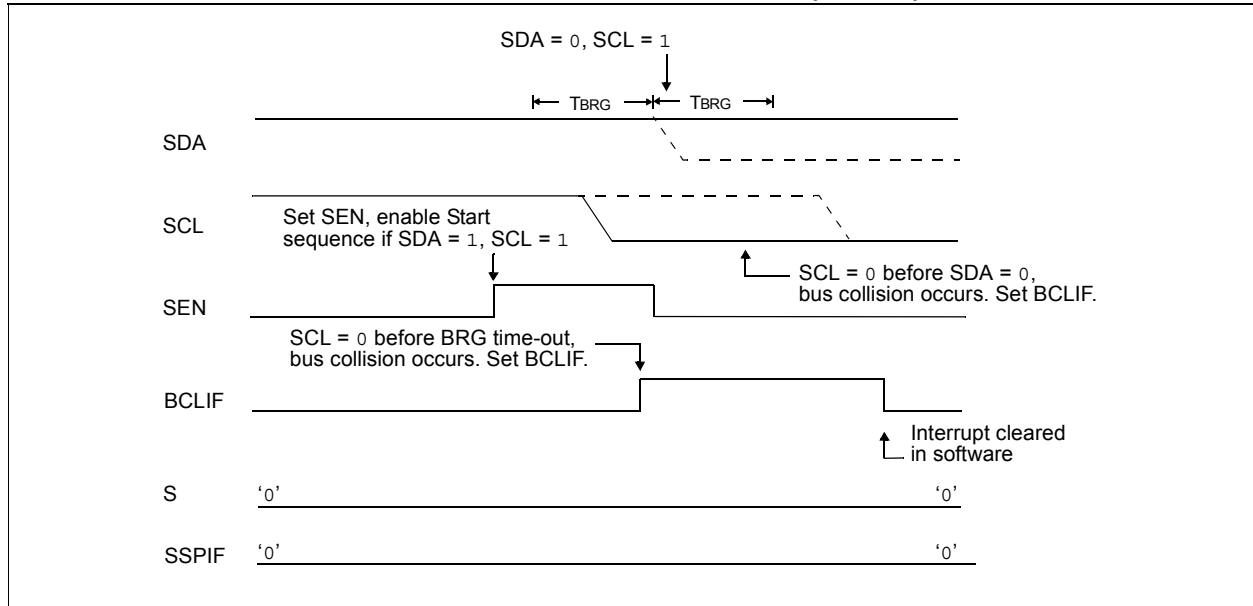 SDA = 0, SCL = 1
TBRG TBRG
SDA
SCL
Set SEN, enable Start
sequence if SDA = 1, SCL = 1
SCL = 0 before SDA = 0,
bus collision occurs. Set BCLIF.
SEN
SCL = 0 before BRG time-out,
bus collision occurs. Set BCLIF.
BCLIF
Interrupt cleared
in software
S ‘0’ ‘0’
SSPIF ‘0’ ‘0’